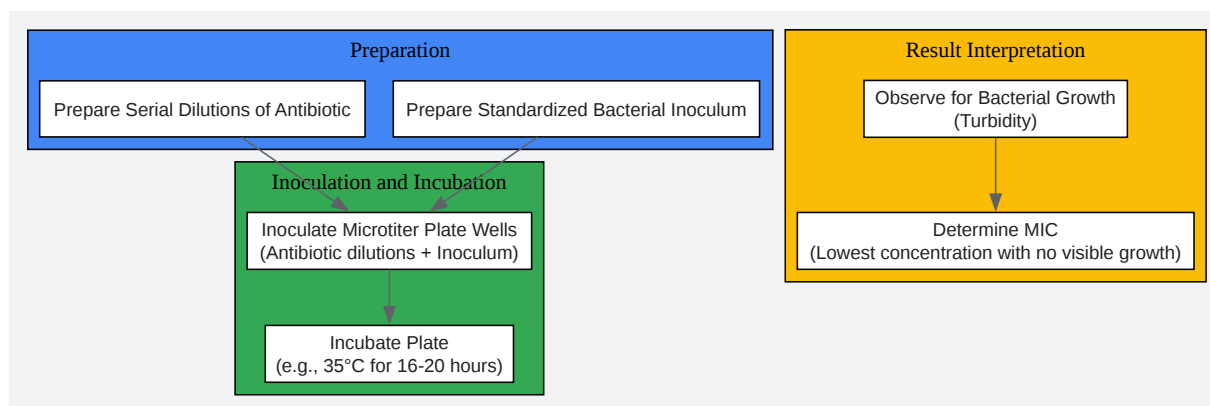 Preparation
Prepare Serial Dilutions of Antibiotic
Prepare Standardized Bacterial Inoculum
Inoculation and Incubation
Inoculate Microtiter Plate Wells
(Antibiotic dilutions + Inoculum)
Incubate Plate
(e.g., 35°C for 16-20 hours)
Result Interpretation
Observe for Bacterial Growth
(Turbidity)
Determine MIC
(Lowest concentration with no visible growth)